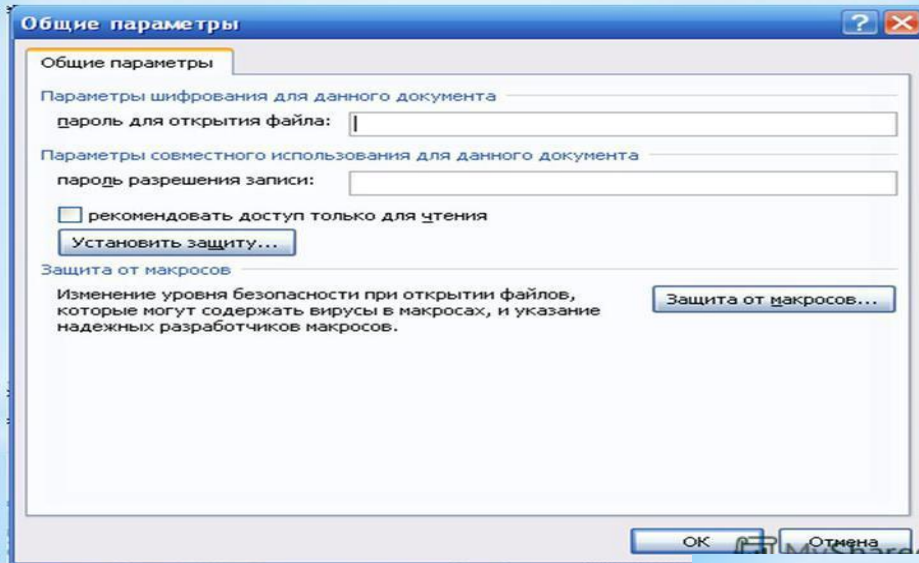 Общие параметры
Общие параметры
Параметры шифрования для данного документа
пароль для открытия файла:
Параметры совместного использования для данного документа
пароль разрешения записи:
рекомендовать доступ только для чтения
Установить защиту...
Защита от макросов
Изменение уровня безопасности при открытии файлов,
которые могут содержать вирусы в макросах, и указание
надежных разработчиков макросов.
Защита от макросов...
ОК Отмена
MyShared